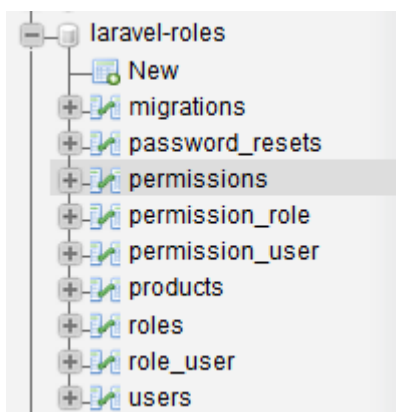 laravel-roles
New
migrations
password_resets
permissions
permission_role
permission_user
products
roles
role_user
users